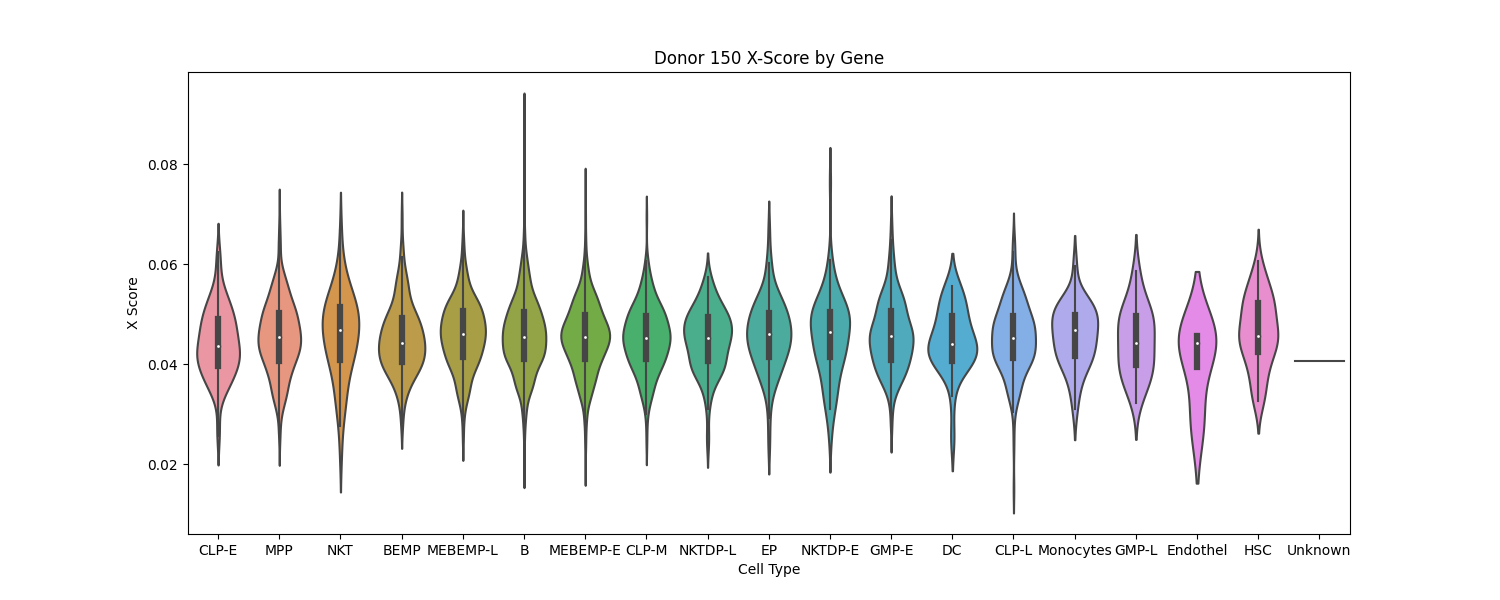 Donor 150 X-Score by Gene
X Score
0.08
0.06
0.04
0.02
CLP-E MPP NKT BEMP MEBEMP-L B MEBEMP-E CLP-M NKTDP-L EP NKTDP-E GMP-E DC CLP-L Monocytes GMP-L Endothel HSC Unknown
Cell Type